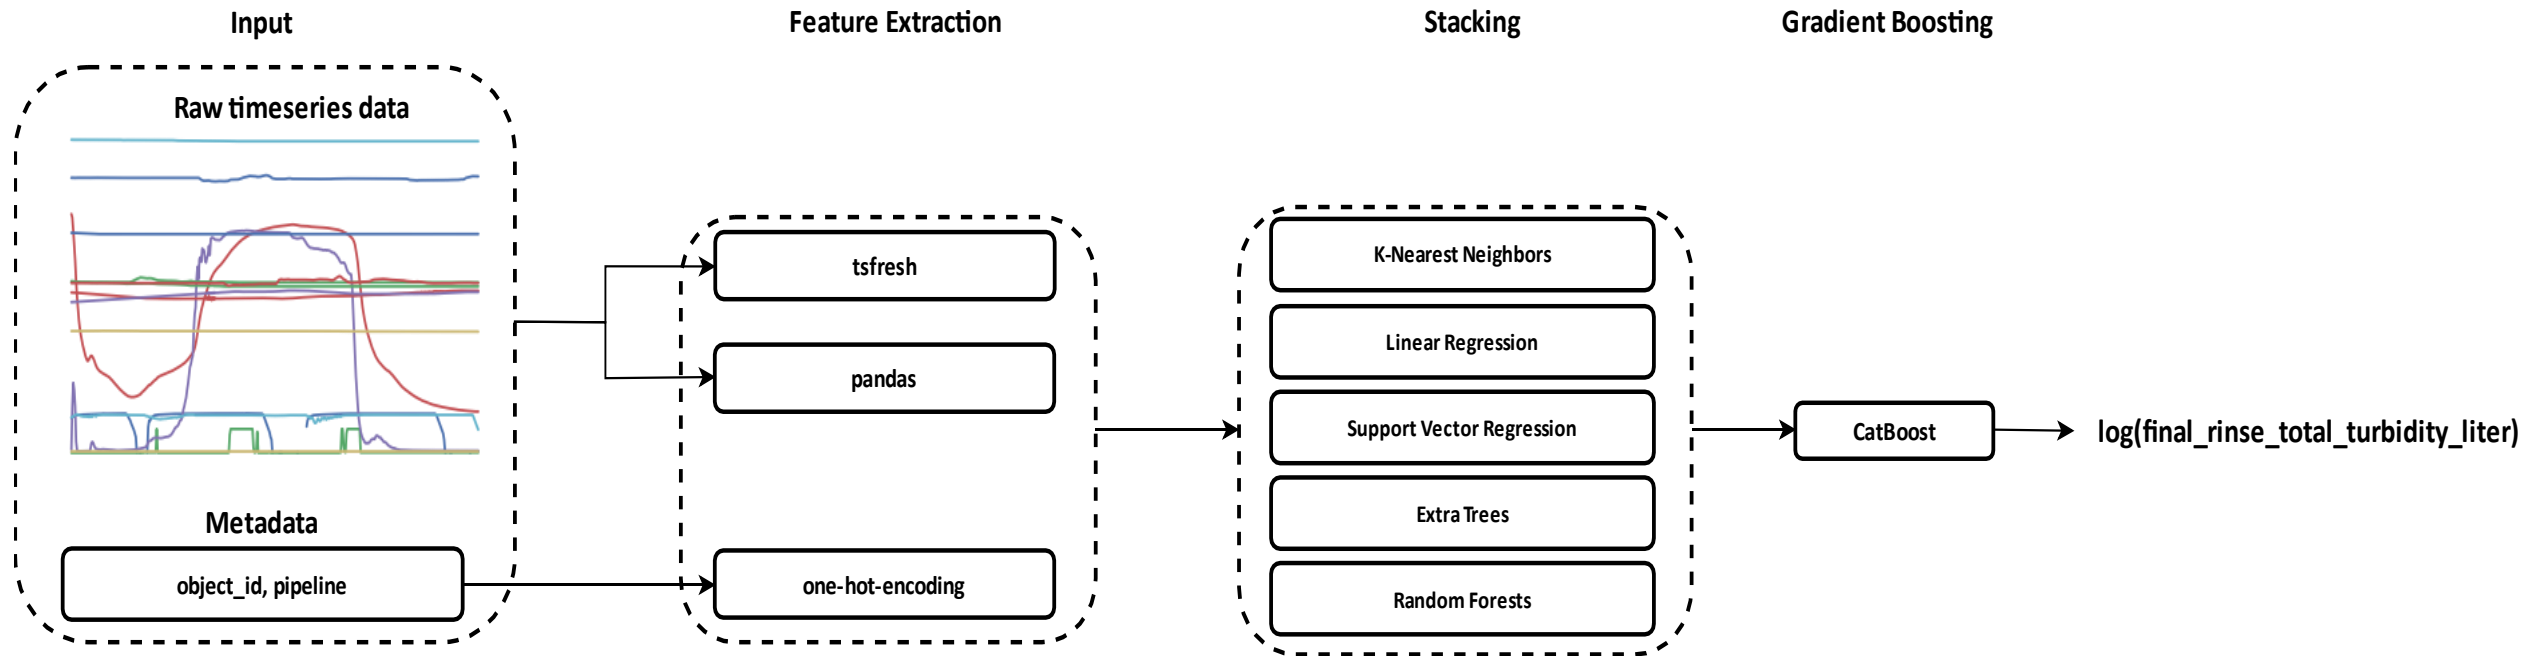 Input
Feature Extraction
Stacking
Gradient Boosting
Raw timeseries data
Metadata
object_id, pipeline
tsfresh
pandas
one-hot-encoding
K-Nearest Neighbors
Linear Regression
Support Vector Regression
Extra Trees
Random Forests
CatBoost
log(final_rinse_total_turbidity_liter)